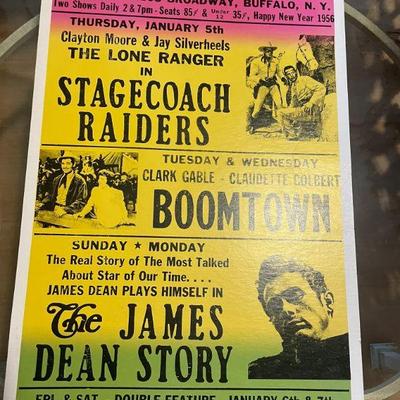 BROADWAY, BUFFALO, N. Y.
Two Shows Daily 2 & 7pm - Seats 85¢ & Under 12 35¢, Happy New Year 1956
THURSDAY, JANUARY 5th
Clayton Moore & Jay Silverheels
THE LONE RANGER
IN
STAGECOACH
RAIDERS
TUESDAY & WEDNESDAY
CLARK GABLE - CLAUDETTE COLBERT
BOOMTOWN
SUNDAY ★ MONDAY
The Real Story of The Most Talked
About Star of Our Time....
JAMES DEAN PLAYS HIMSELF IN
The JAMES
DEAN STORY
FRI & SAT DOUBLE FEATURE JANUARY 6th & 7th